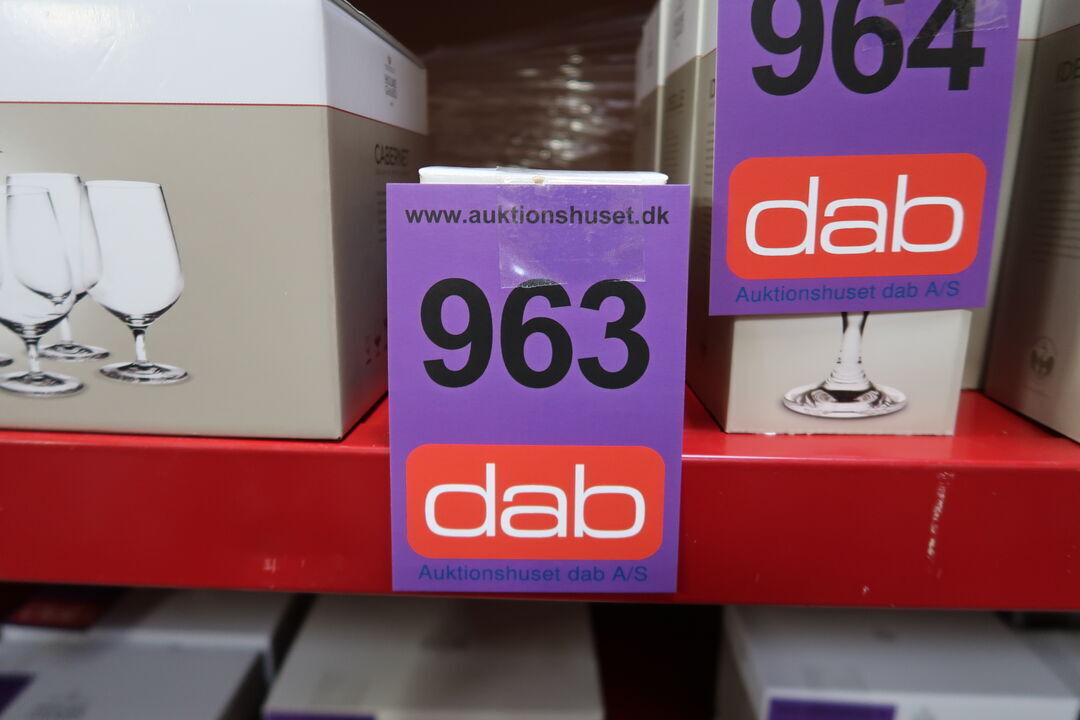 CABERNET
www.auktionshuset.dk
963
dab
Auktionshuset dab A/S
964
dab
Auktionshuset dab A/S